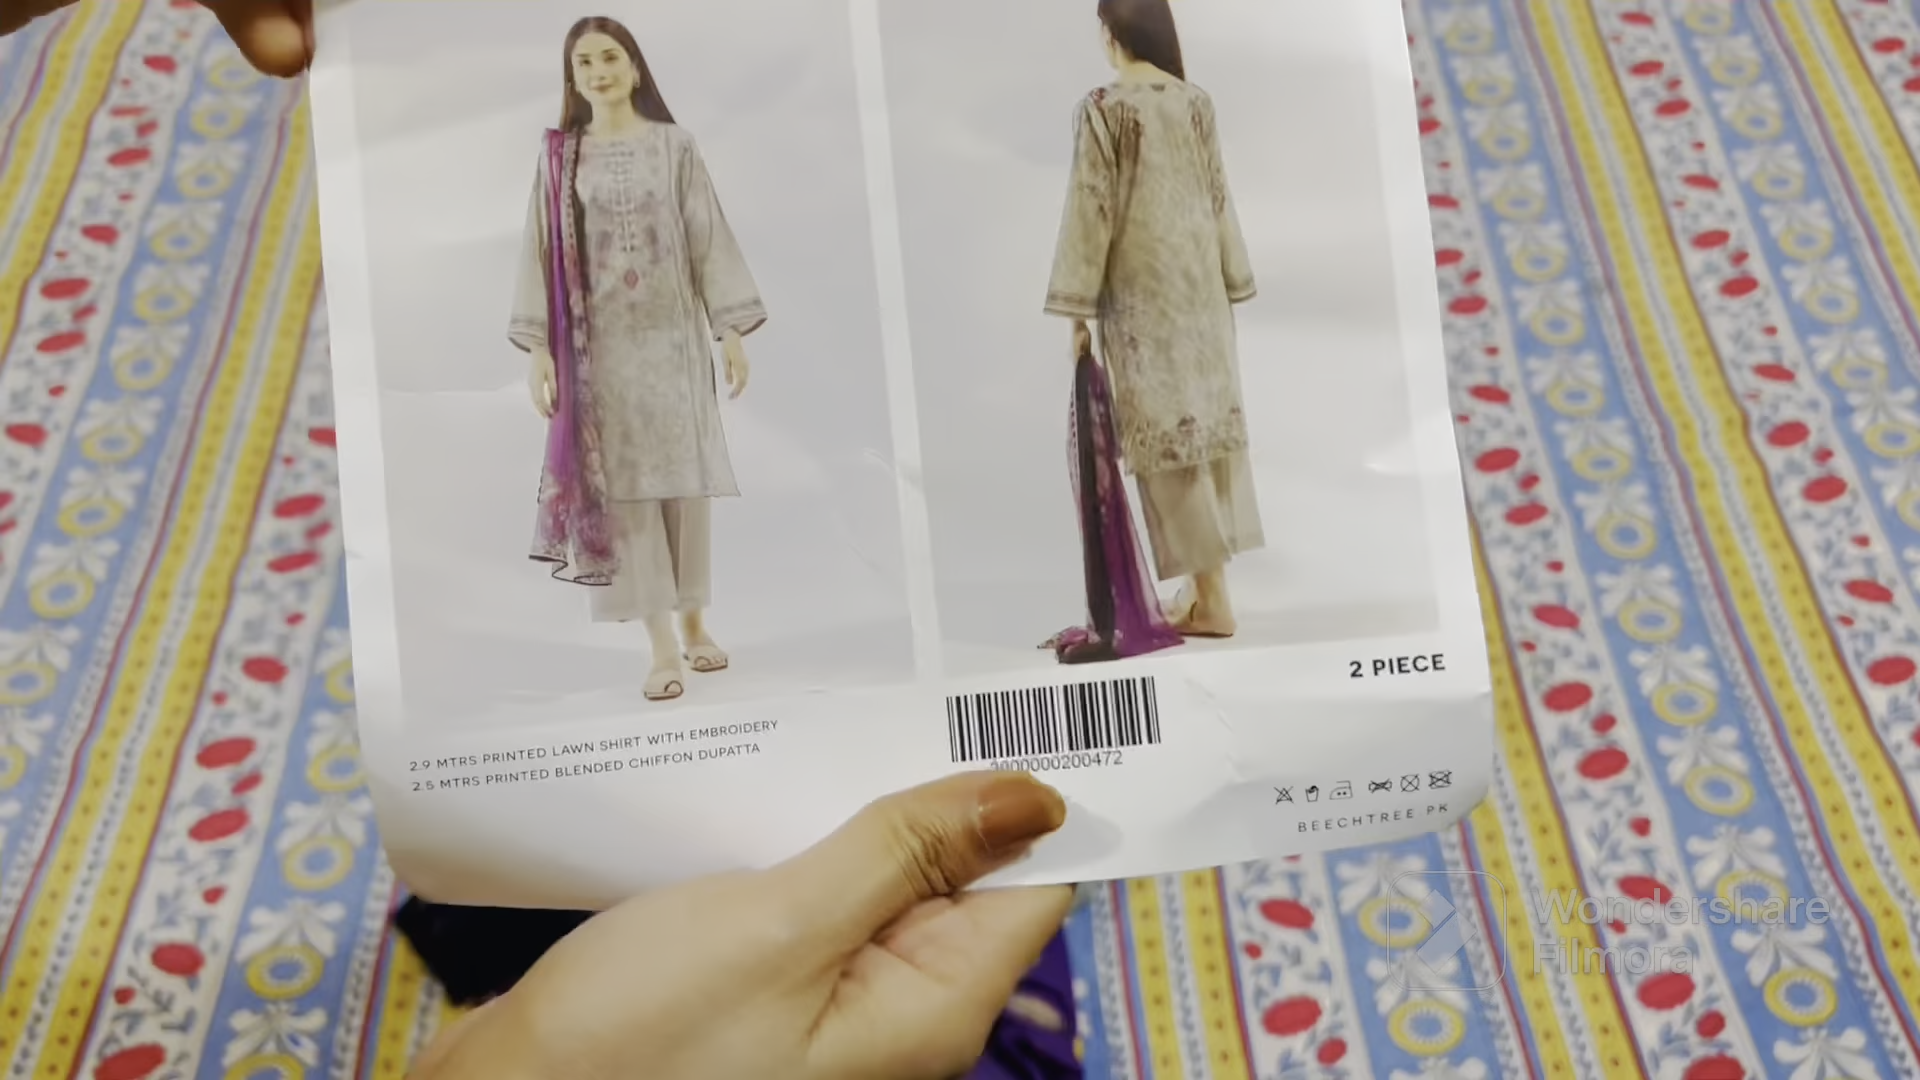 2 PIECE
2.9 MTRS PRINTED LAWN SHIRT WITH EMBROIDERY
2.5 MTRS PRINTED BLENDED CHIFFON DUPATTA
2000000200472
BEECHTREE.PK
Wondershare
Filmora